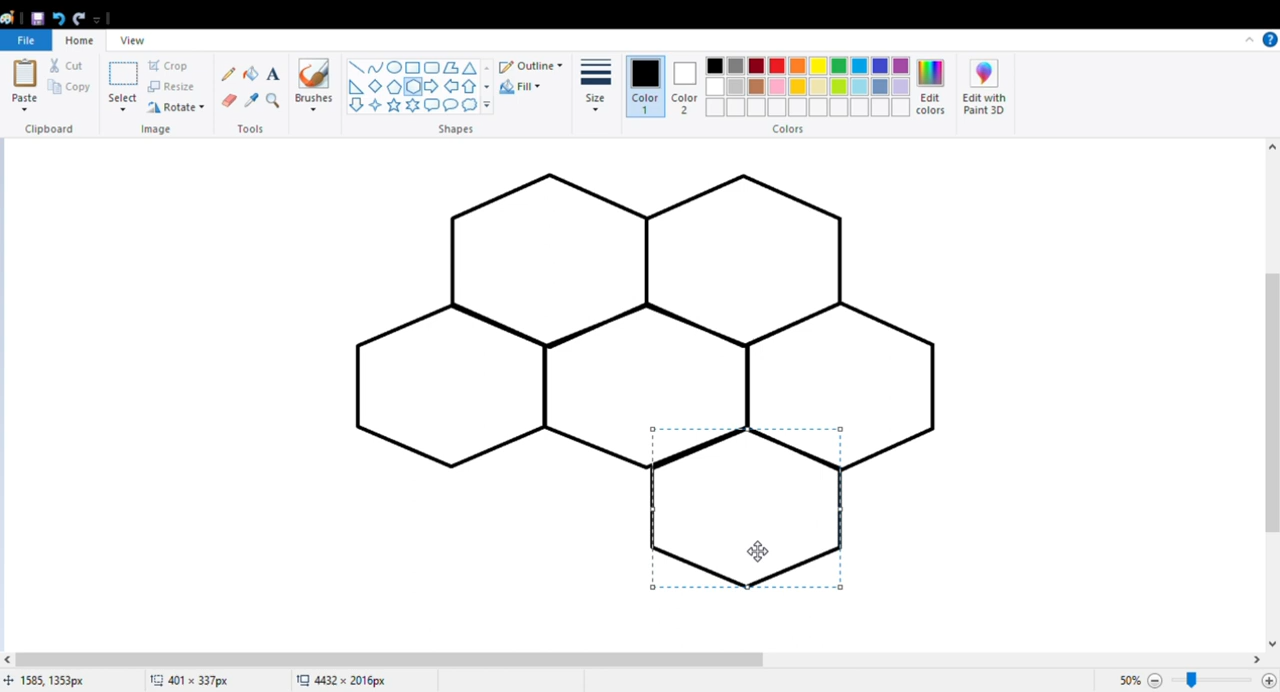 File Home View
Paste Cut Copy Clipboard
Select Crop Resize Rotate Image
Tools
Brushes
Outline Fill Shapes
Size
Color 1 Color 2 Colors
Edit colors
Edit with Paint 3D
1585, 1353px 401 × 337px 4432 × 2016px 50%